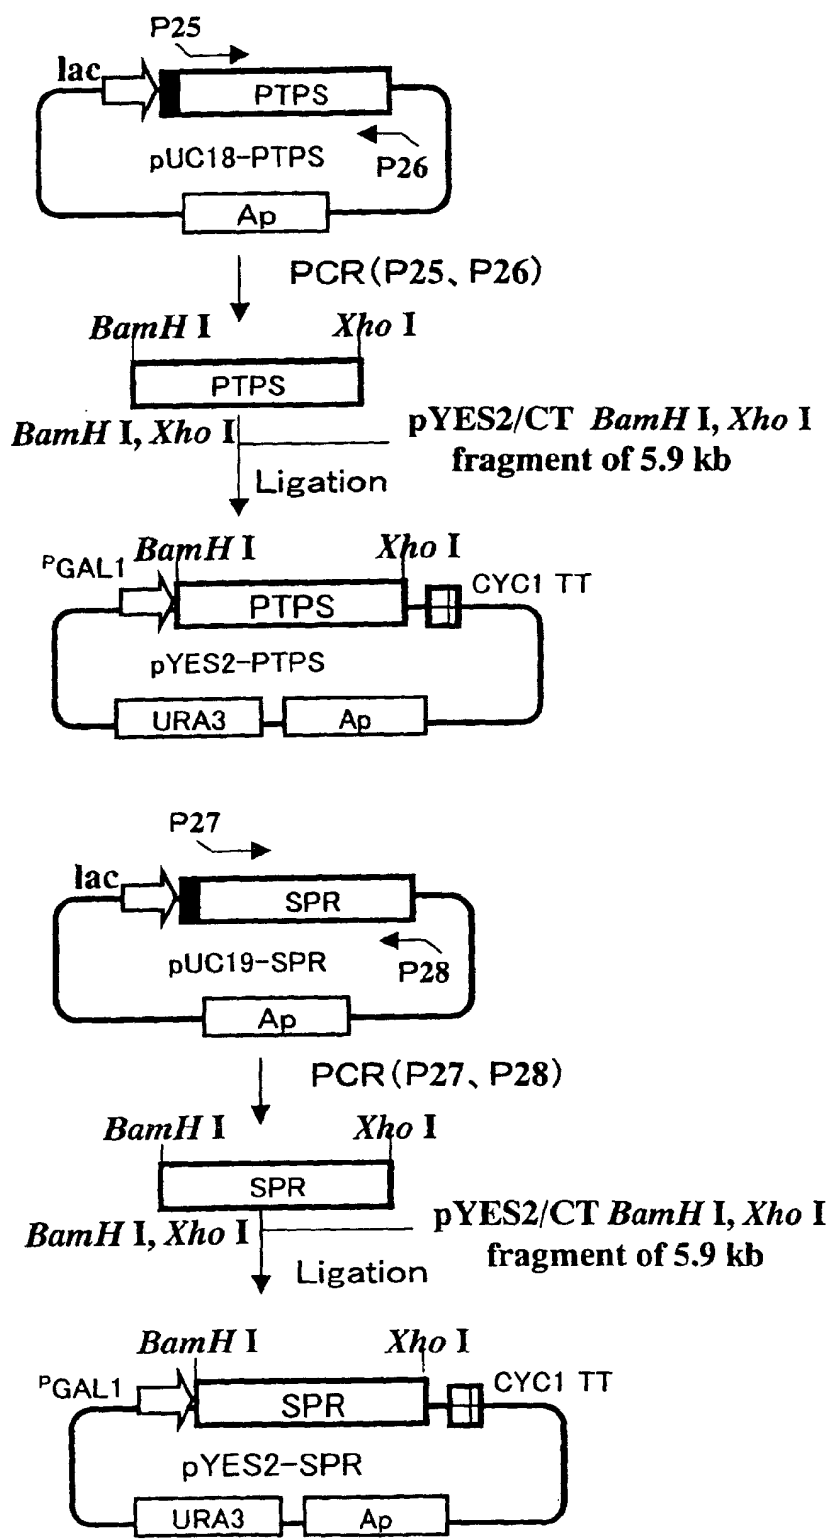 P25
lac
PTPS
pUC18-PTPS
P26
Ap
PCR(P25、P26)
BamH I
Xho I
PTPS
BamH I, Xho I
pYES2/CT BamH I, Xho I
fragment of 5.9 kb
Ligation
BamH I
Xho I
PGAL1
CYC1 TT
PTPS
pYES2-PTPS
URA3
Ap
P27
lac
SPR
pUC19-SPR
P28
Ap
PCR(P27、P28)
BamH I
Xho I
SPR
BamH I, Xho I
pYES2/CT BamH I, Xho I
fragment of 5.9 kb
Ligation
BamH I
Xho I
PGAL1
CYC1 TT
SPR
pYES2-SPR
URA3
Ap